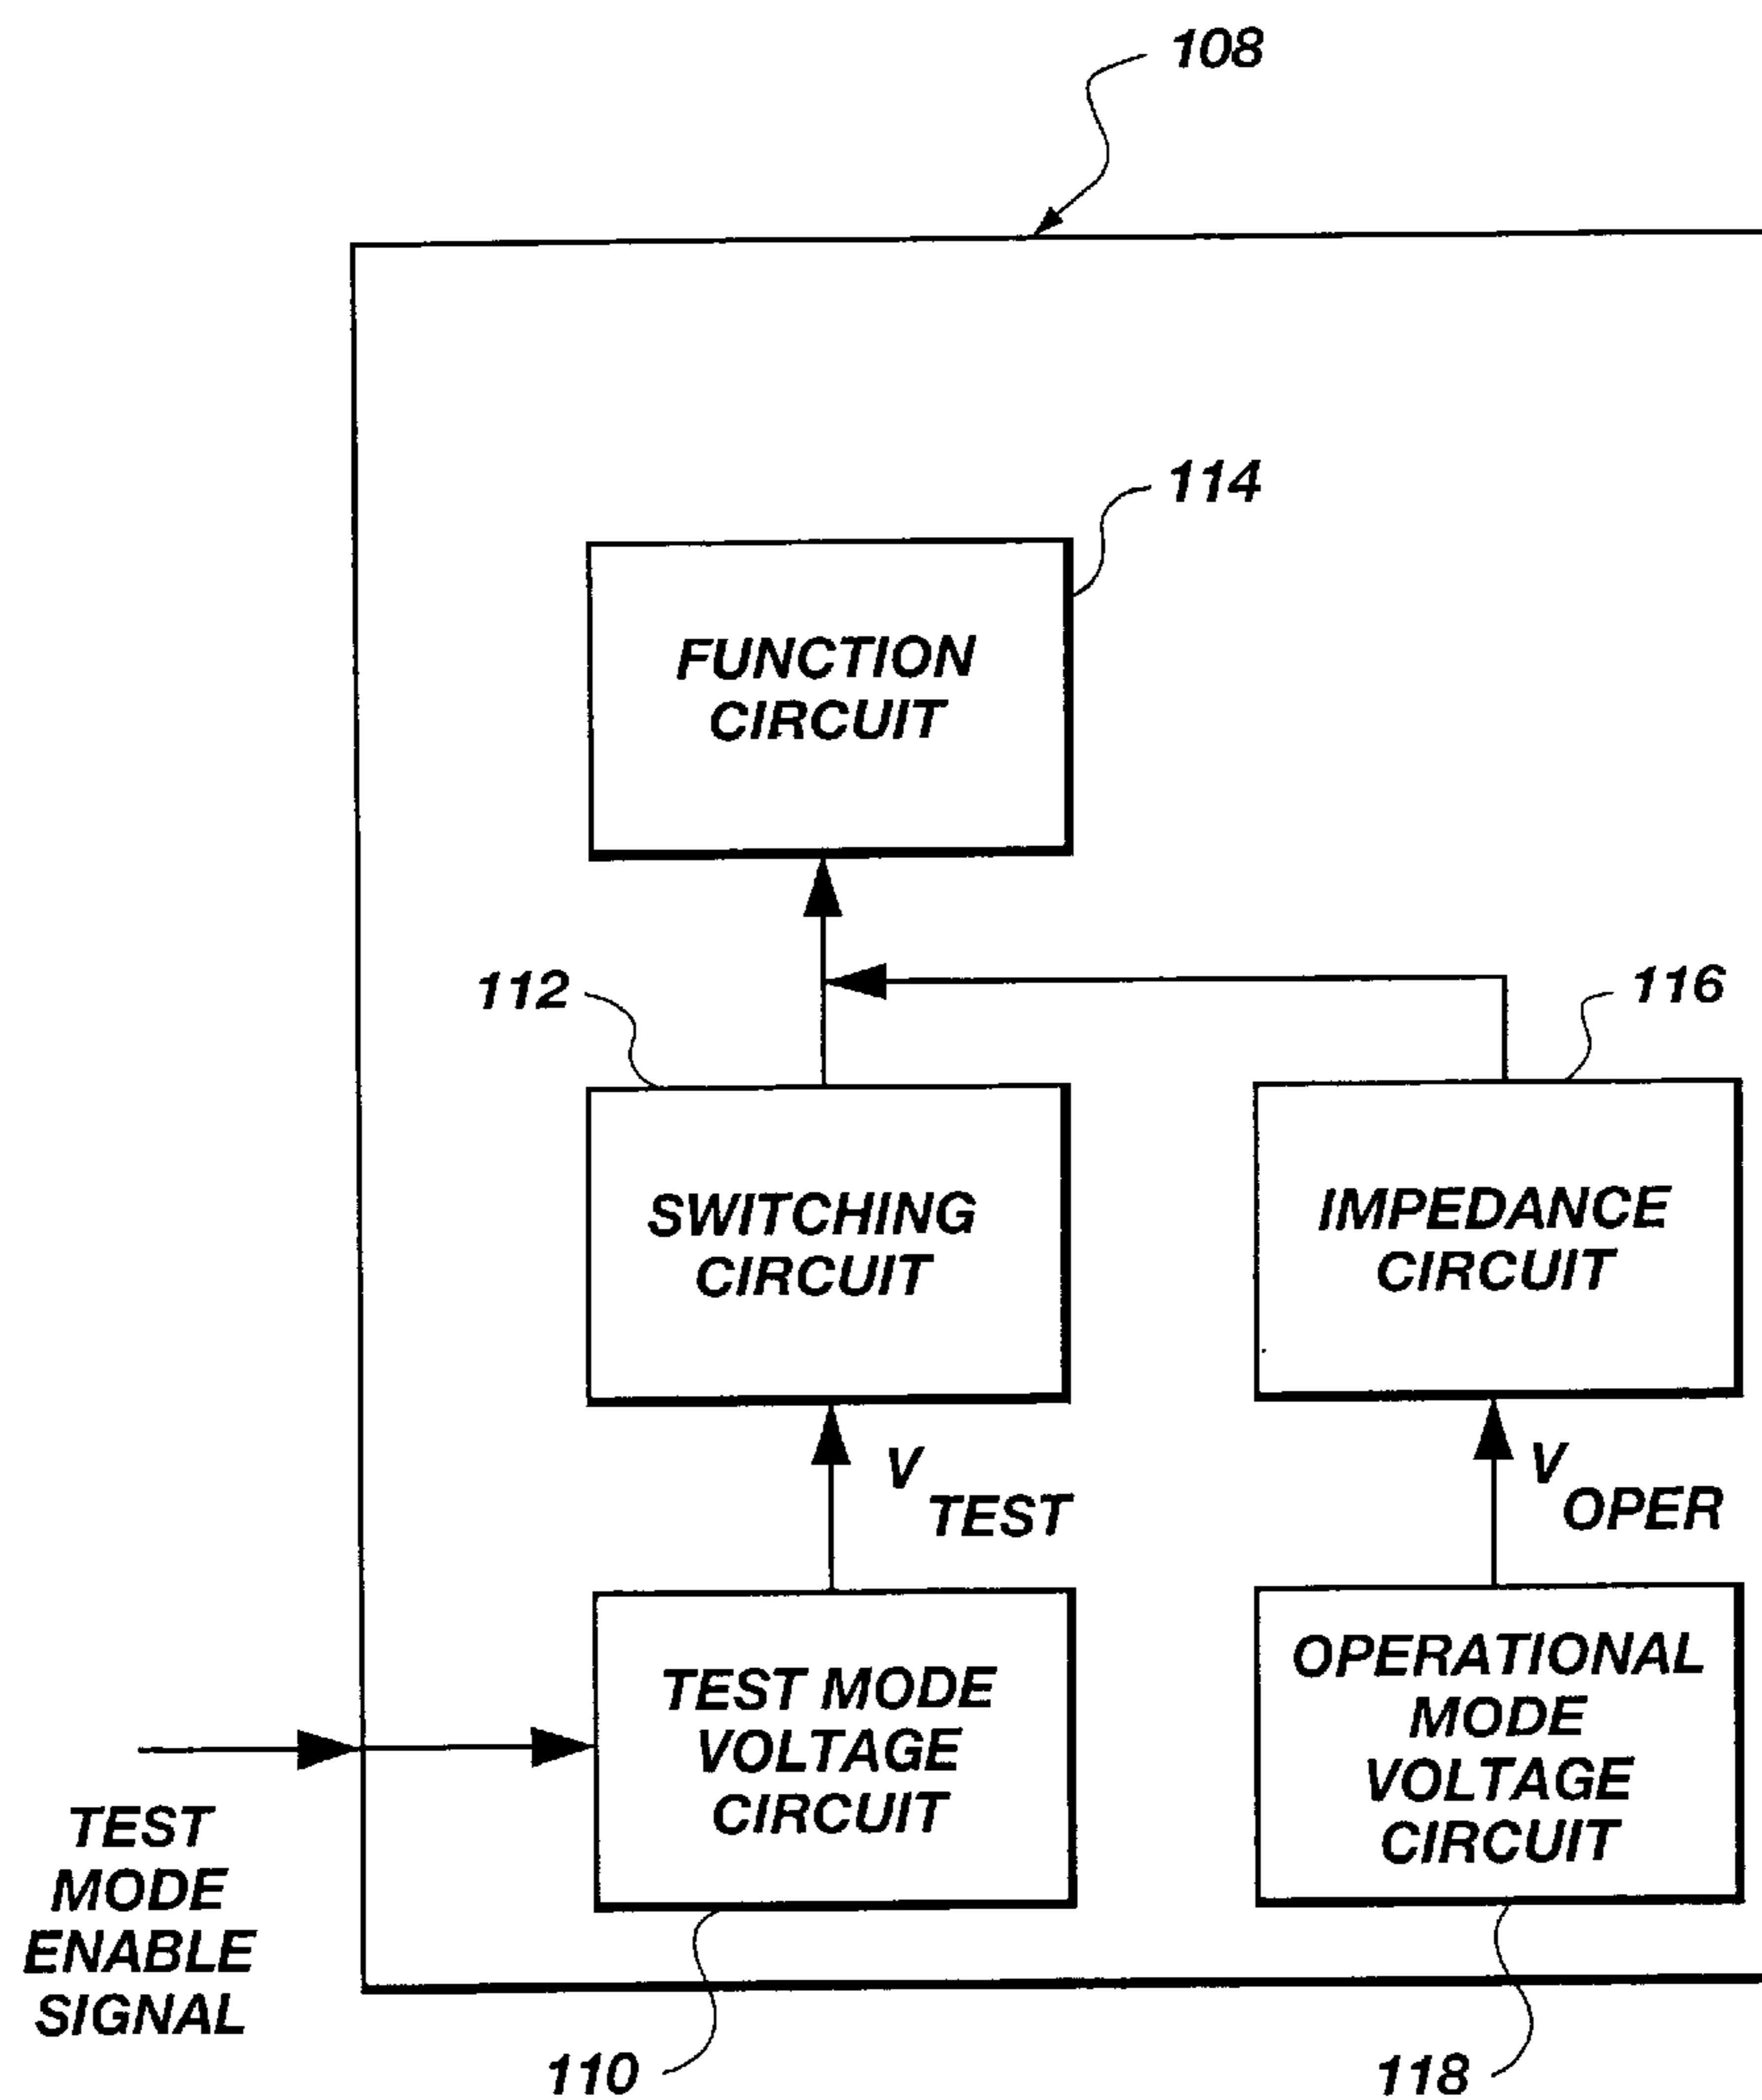 108
114
FUNCTION
CIRCUIT
112
116
SWITCHING
CIRCUIT
IMPEDANCE
CIRCUIT
V TEST
V OPER
TEST MODE
VOLTAGE
CIRCUIT
OPERATIONAL
MODE
VOLTAGE
CIRCUIT
TEST
MODE
ENABLE
SIGNAL
110
118